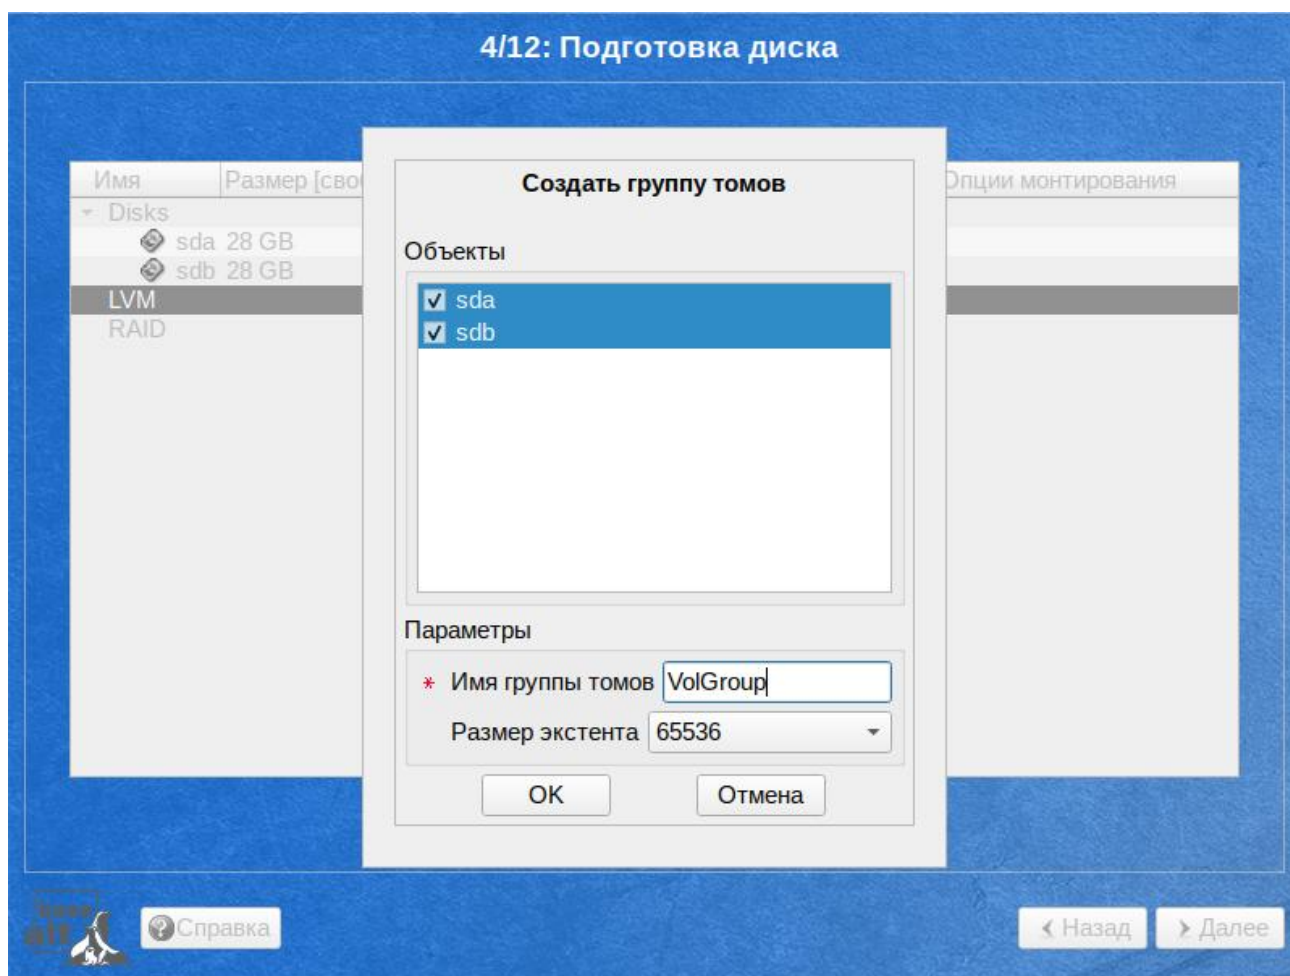 4/12: Подготовка диска
Имя Размер [сво Опции монтирования
Disks
sda 28 GB
sdb 28 GB
LVM
RAID
Создать группу томов
Объекты
sda
sdb
Параметры
* Имя группы томов VolGroup
Размер экстента 65536
OK Отмена
Справка Назад Далее